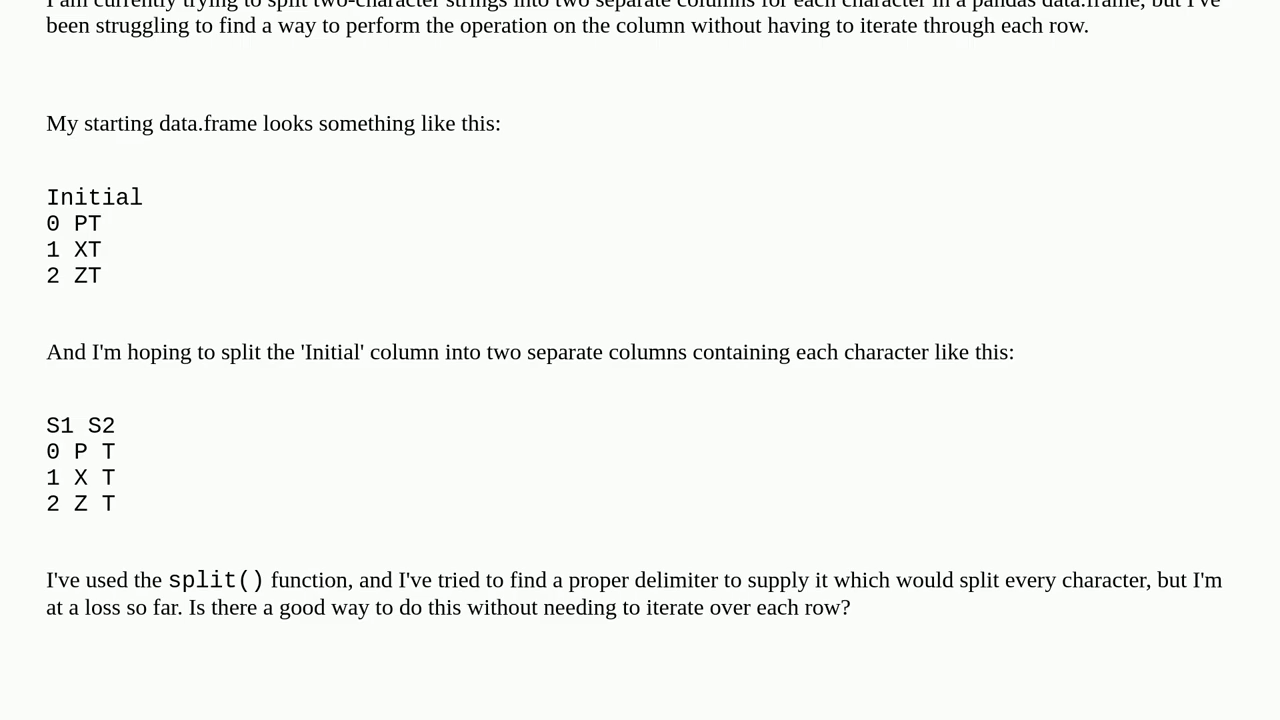 I am currently trying to split two-character strings into two separate columns for each character in a pandas data.frame, but I've
been struggling to find a way to perform the operation on the column without having to iterate through each row.
My starting data.frame looks something like this:
Initial
0 PT
1 XT
2 ZT
And I'm hoping to split the 'Initial' column into two separate columns containing each character like this:
S1 S2
0 P T
1 X T
2 Z T
I've used the split() function, and I've tried to find a proper delimiter to supply it which would split every character, but I'm
at a loss so far. Is there a good way to do this without needing to iterate over each row?